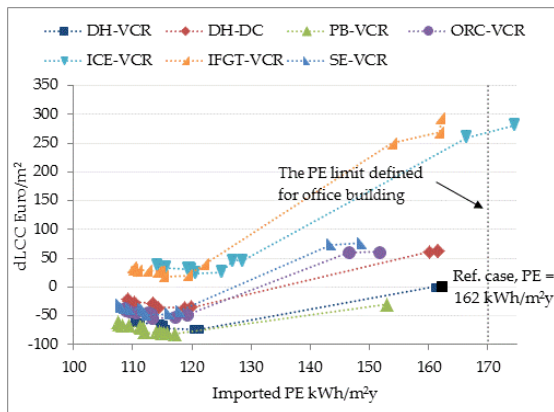 DH-VCR DH-DC PB-VCR ORC-VCR
ICE-VCR IFGT-VCR SE-VCR
dLCC Euro/m²
350
300
250
200
150
100
50
0
-50
-100
The PE limit defined
for office building
Ref. case, PE =
162 kWh/m²y
110 120 130 140 150 160 170
100
Imported PE kWh/m²y